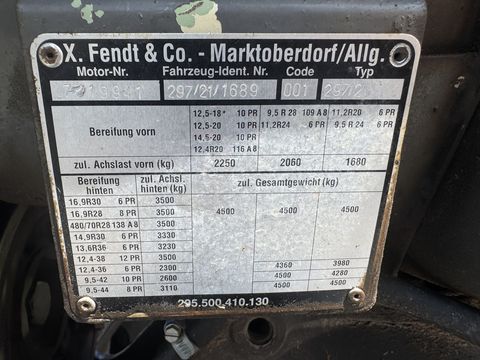 X. Fendt & Co. - Marktoberdorf/Allg.
Motor-Nr. Fahrzeug-Ident. Nr. Code Typ
297/21/1689 001 297/2
Bereifung vorn
12,5-18* 10 PR 9,5 R 28 109 A8 11,2R20 6 PR
12,5-20 10 PR 11,2R24 6 PR 9,5 R 24 6 PR
14,5-20 10 PR
12,4R20 116 A8
zul. Achslast vorn (kg) 2250 2060 1680
Bereifung hinten zul. Achsl. hinten (kg) zul. Gesamtgewicht (kg)
16,9R30 6 PR 3500
16,9R28 8 PR 3500 4500 4500 4500
480/70R28 138 A8 3500
14,9R30 6 PR 3330
13,6R36 6 PR 3230
12,4-38 12 PR 3500
12,4-36 6 PR 2300 4360 3980
9,5-42 10 PR 2600 4500 4280
9,5-44 8 PR 3110 4500 4500
295.500.410.130